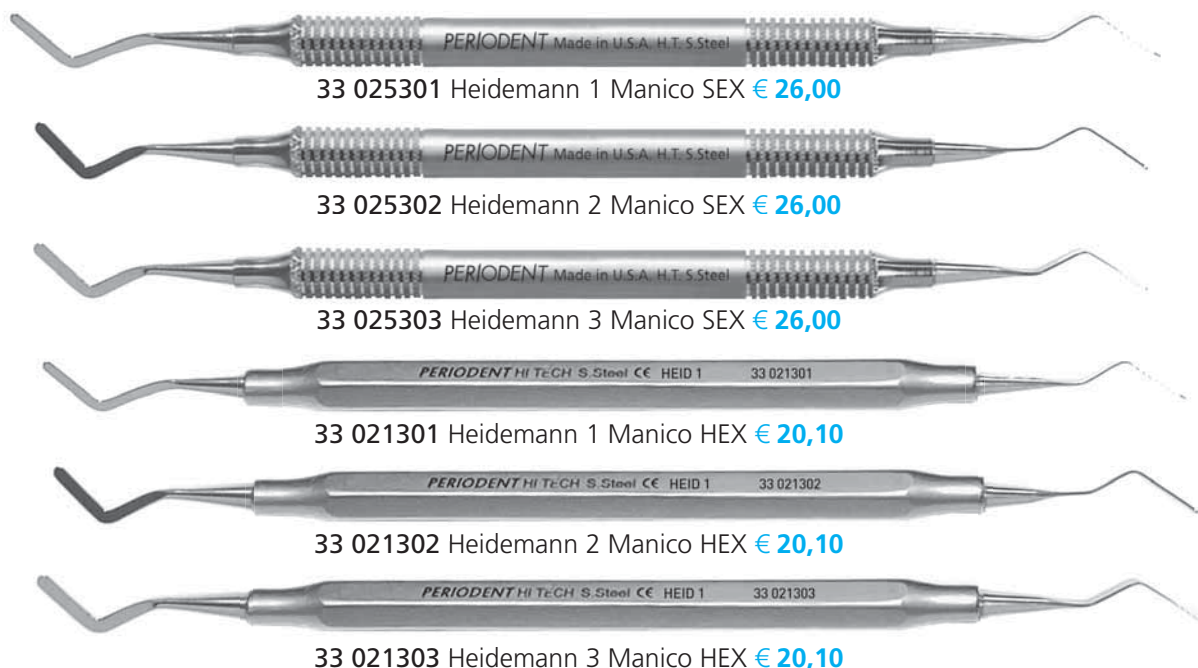 PERIODENT Made in U.S.A. H.T. S.Steel
33 025301 Heidemann 1 Manico SEX € 26,00
PERIODENT Made in U.S.A. H.T. S.Steel
33 025302 Heidemann 2 Manico SEX € 26,00
PERIODENT Made in U.S.A. H.T. S.Steel
33 025303 Heidemann 3 Manico SEX € 26,00
PERIODENT HI TECH S.Steel CE HEID 1 33 021301
33 021301 Heidemann 1 Manico HEX € 20,10
PERIODENT HI TECH S.Steel CE HEID 1 33 021302
33 021302 Heidemann 2 Manico HEX € 20,10
PERIODENT HI TECH S.Steel CE HEID 1 33 021303
33 021303 Heidemann 3 Manico HEX € 20,10